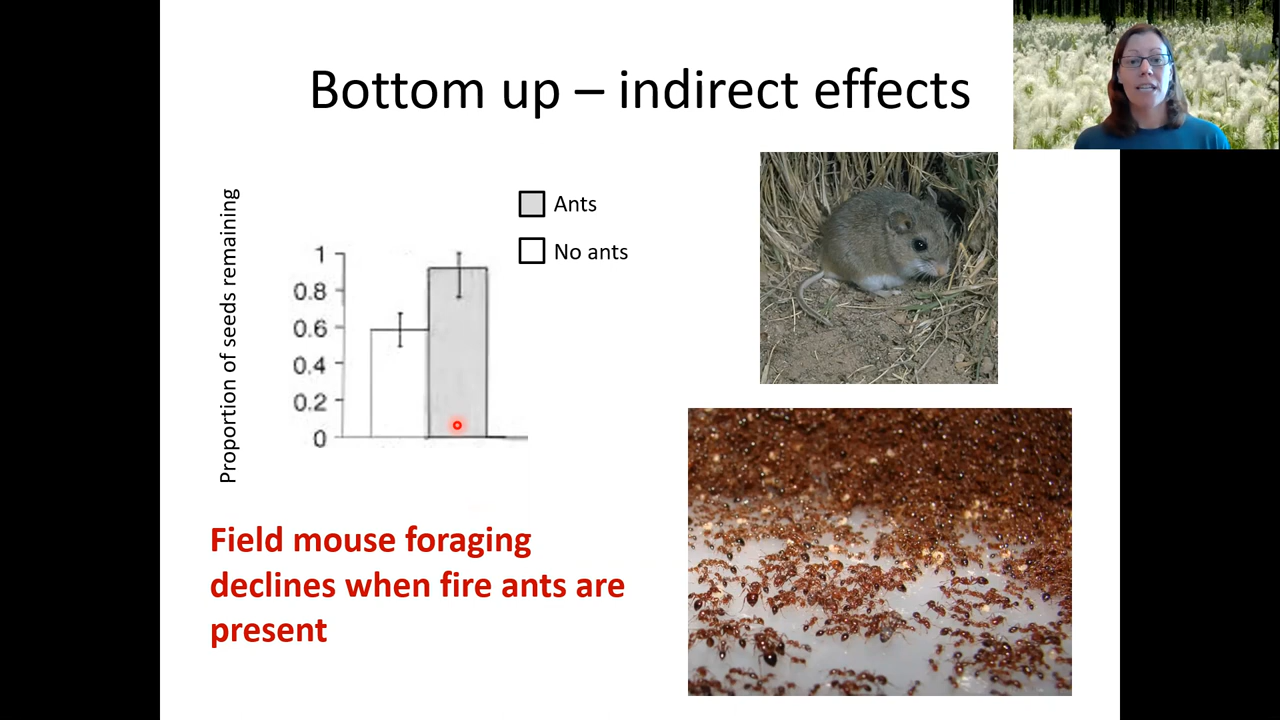 Bottom up – indirect effects
Proportion of seeds remaining
Ants
No ants
1
0.8
0.6
0.4
0.2
0
Field mouse foraging
declines when fire ants are
present